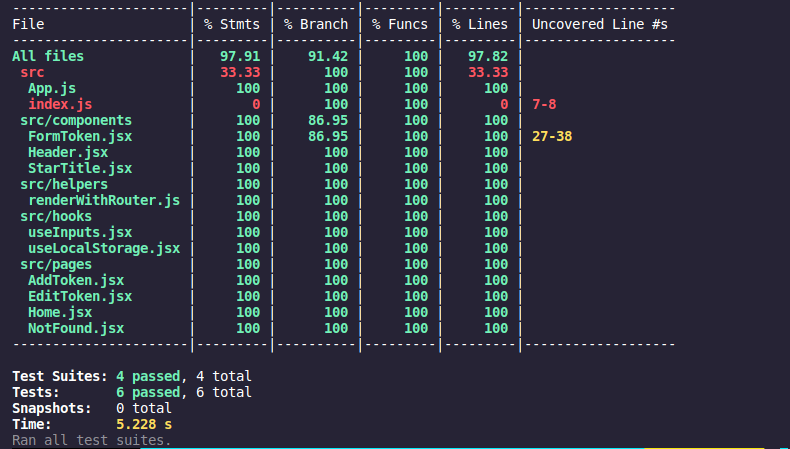 ---------------------|---------|----------|---------|---------|-------------------
File                 | % Stmts | % Branch | % Funcs | % Lines | Uncovered Line #s
---------------------|---------|----------|---------|---------|-------------------
All files            |   97.91 |    91.42 |     100 |   97.82 |
 src                 |   33.33 |      100 |     100 |   33.33 |
  App.js             |     100 |      100 |     100 |     100 |
  index.js           |       0 |      100 |     100 |       0 | 7-8
 src/components      |     100 |    86.95 |     100 |     100 |
  FormToken.jsx      |     100 |    86.95 |     100 |     100 | 27-38
  Header.jsx         |     100 |      100 |     100 |     100 |
  StarTitle.jsx      |     100 |      100 |     100 |     100 |
 src/helpers         |     100 |      100 |     100 |     100 |
  renderWithRouter.js |     100 |      100 |     100 |     100 |
 src/hooks           |     100 |      100 |     100 |     100 |
  useInputs.jsx      |     100 |      100 |     100 |     100 |
  useLocalStorage.jsx |     100 |      100 |     100 |     100 |
 src/pages           |     100 |      100 |     100 |     100 |
  AddToken.jsx       |     100 |      100 |     100 |     100 |
  EditToken.jsx      |     100 |      100 |     100 |     100 |
  Home.jsx           |     100 |      100 |     100 |     100 |
  NotFound.jsx       |     100 |      100 |     100 |     100 |
---------------------|---------|----------|---------|---------|-------------------
Test Suites: 4 passed, 4 total
Tests:       6 passed, 6 total
Snapshots:   0 total
Time:        5.228 s
Ran all test suites.